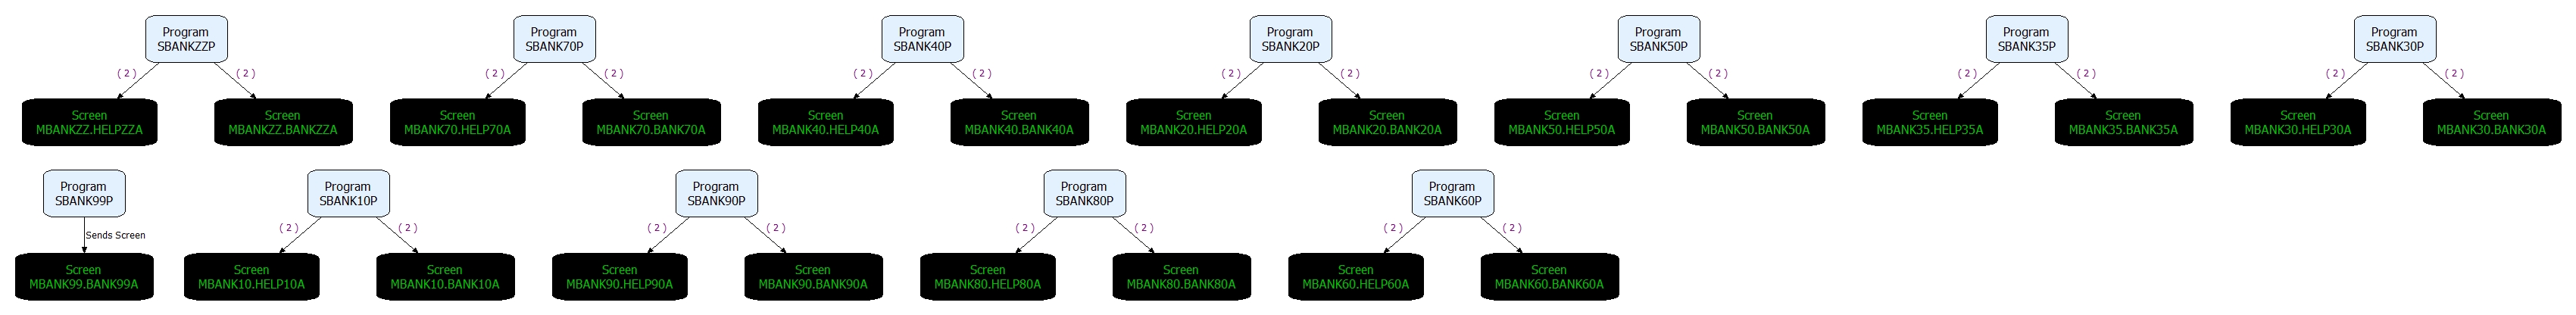 Program
SBANKZZP
Program
SBANK70P
Program
SBANK40P
Program
SBANK20P
Program
SBANK50P
Program
SBANK35P
Program
SBANK30P
( 2 )
( 2 )
( 2 )
( 2 )
( 2 )
( 2 )
( 2 )
( 2 )
( 2 )
( 2 )
( 2 )
( 2 )
( 2 )
( 2 )
Screen
MBANKZZ.HELPZZA
Screen
MBANKZZ.BANKZZA
Screen
MBANK70.HELP70A
Screen
MBANK70.BANK70A
Screen
MBANK40.HELP40A
Screen
MBANK40.BANK40A
Screen
MBANK20.HELP20A
Screen
MBANK20.BANK20A
Screen
MBANK50.HELP50A
Screen
MBANK50.BANK50A
Screen
MBANK35.HELP35A
Screen
MBANK35.BANK35A
Screen
MBANK30.HELP30A
Screen
MBANK30.BANK30A
Program
SBANK99P
Program
SBANK10P
Program
SBANK90P
Program
SBANK80P
Program
SBANK60P
Sends Screen
( 2 )
( 2 )
( 2 )
( 2 )
( 2 )
( 2 )
( 2 )
( 2 )
Screen
MBANK99.BANK99A
Screen
MBANK10.HELP10A
Screen
MBANK10.BANK10A
Screen
MBANK90.HELP90A
Screen
MBANK90.BANK90A
Screen
MBANK80.HELP80A
Screen
MBANK80.BANK80A
Screen
MBANK60.HELP60A
Screen
MBANK60.BANK60A